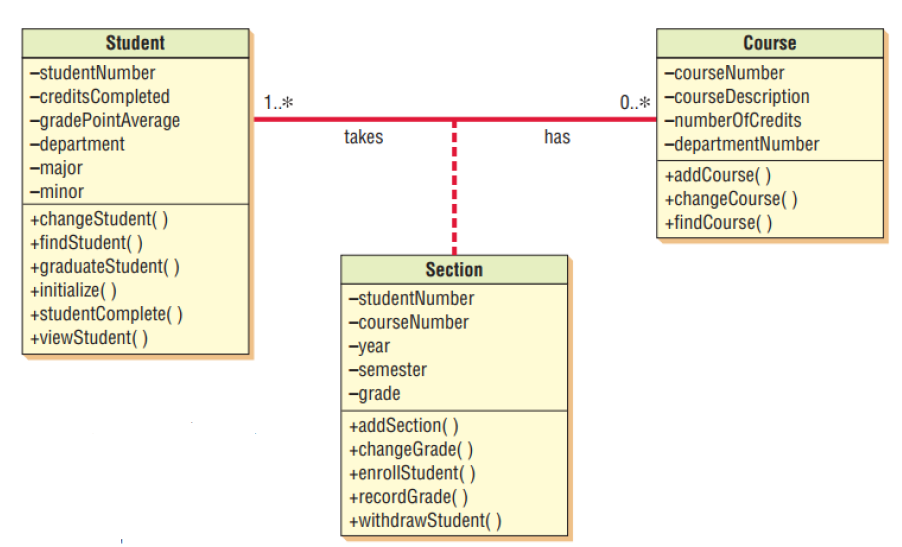 Student
–studentNumber
–creditsCompleted
–gradePointAverage
–department
–major
–minor
+changeStudent( )
+findStudent( )
+graduateStudent( )
+initialize( )
+studentComplete( )
+viewStudent( )
1..*
0..*
takes
has
Course
–courseNumber
–courseDescription
–numberOfCredits
–departmentNumber
+addCourse( )
+changeCourse( )
+findCourse( )
Section
–studentNumber
–courseNumber
–year
–semester
–grade
+addSection( )
+changeGrade( )
+enrollStudent( )
+recordGrade( )
+withdrawStudent( )